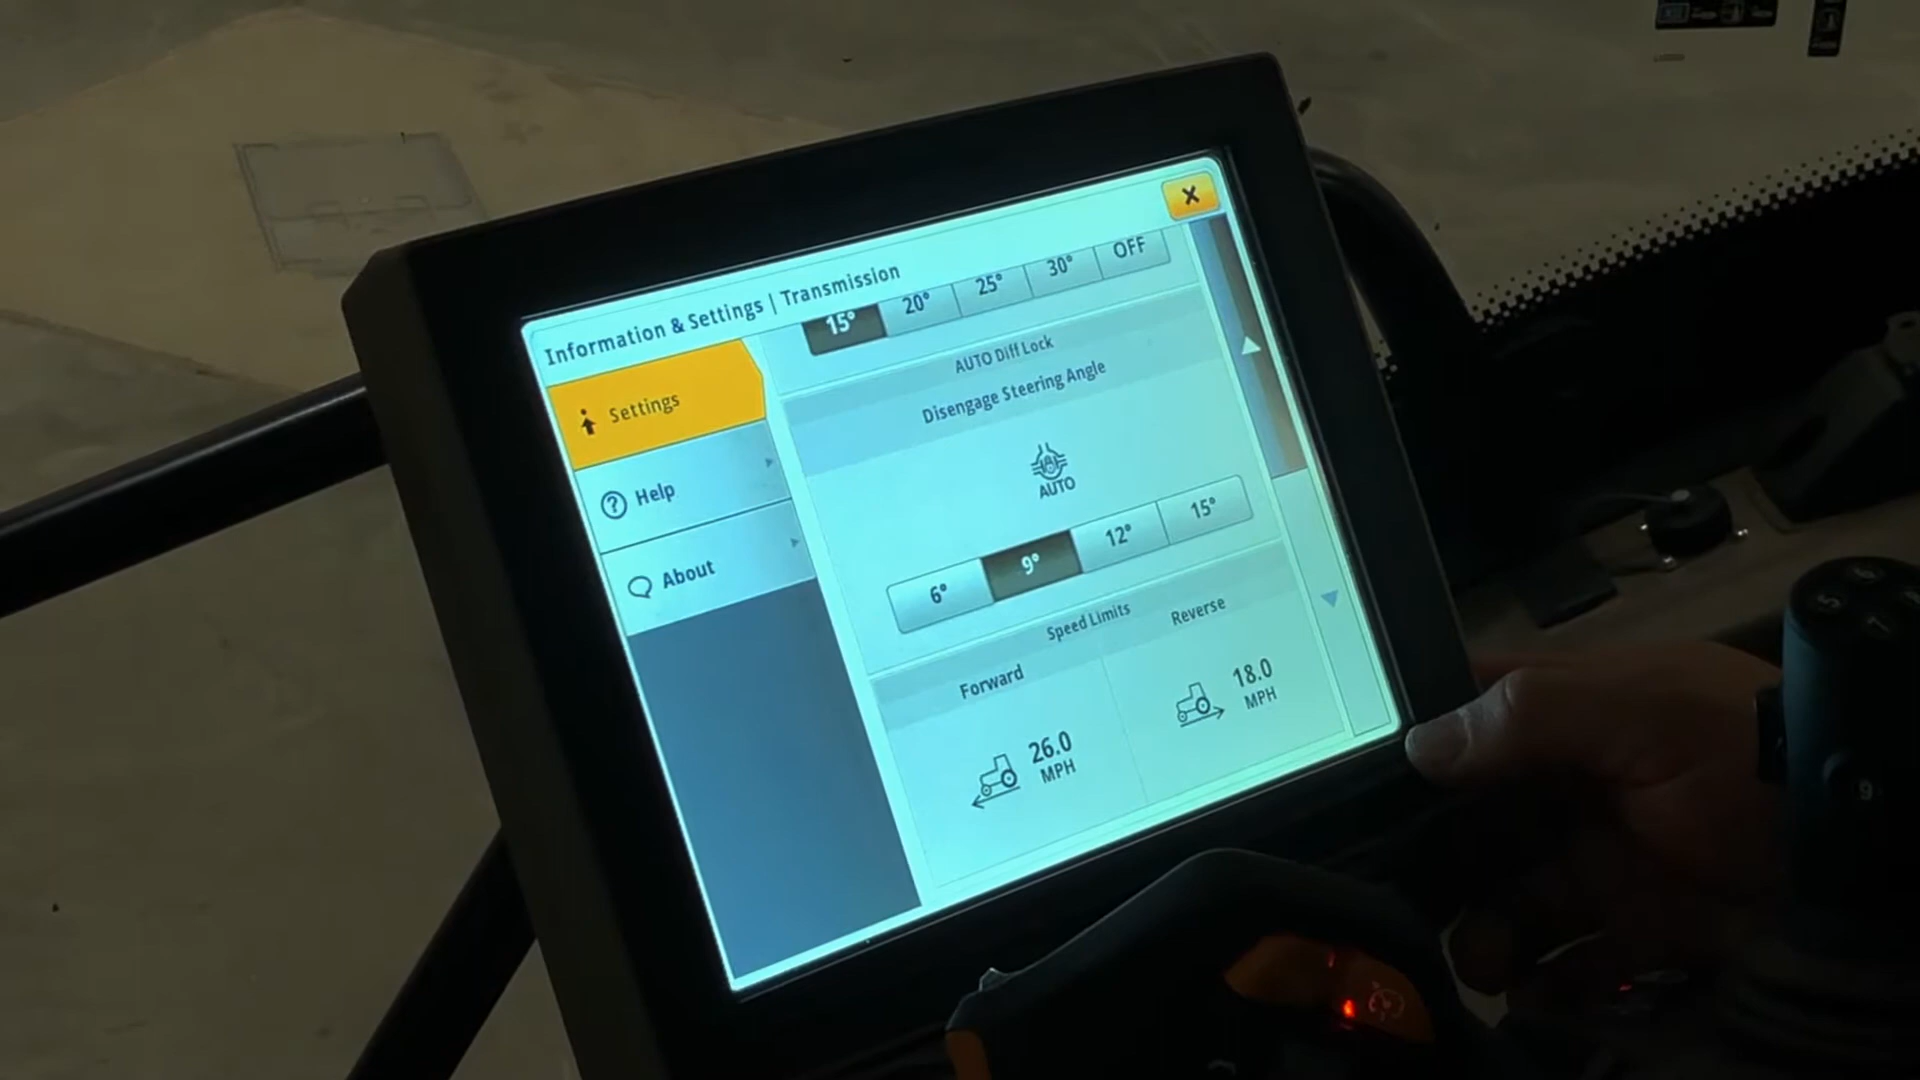 Information & Settings | Transmission
X
15° 20° 25° 30° OFF
Settings
Help
About
AUTO Diff Lock
Disengage Steering Angle
AUTO
6° 9° 12° 15°
Speed Limits
Forward Reverse
26.0 MPH
18.0 MPH